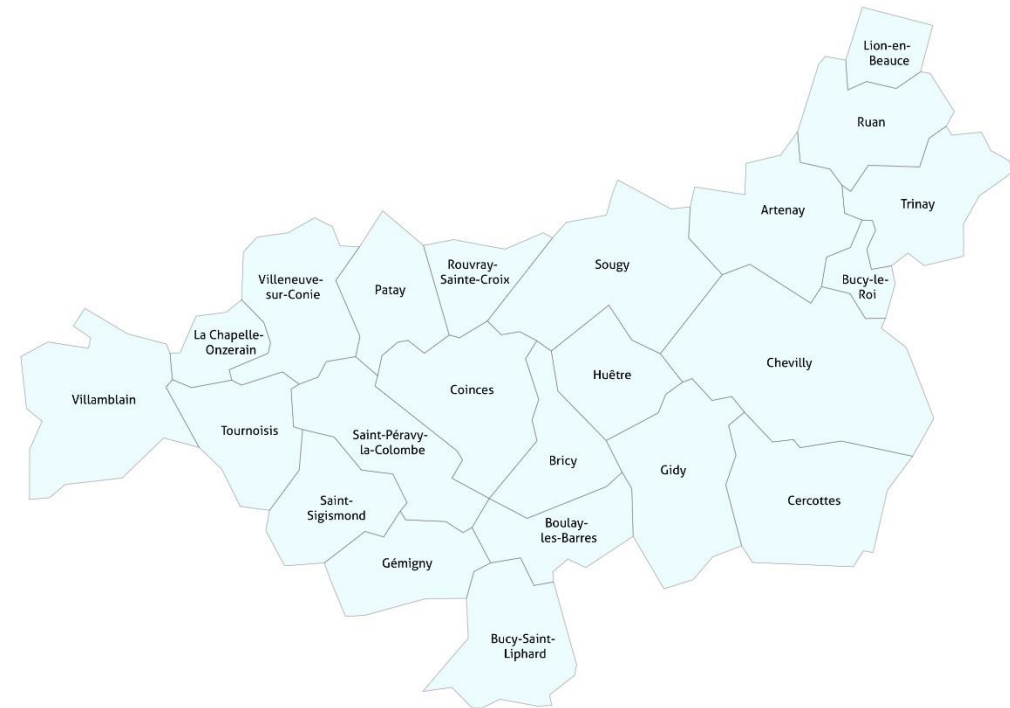 Lion-en-
Beauce
Ruan
Trinay
Artenay
Bucy-le-
Roi
Sougy
Rouvray-
Sainte-Croix
Patay
Villeneuve-
sur-Conie
La Chapelle-
Onzerain
Villamblain
Tournoisis
Saint-Péravy-
la-Colombe
Coinces
Huêtre
Chevilly
Bricy
Gidy
Cercottes
Saint-
Sigismond
Boulay-
les-Barres
Gémigny
Bucy-Saint-
Liphard